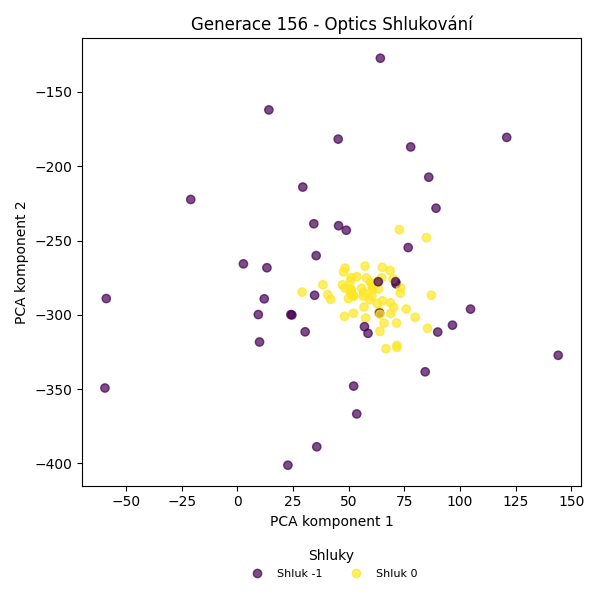 Generace 156 - Optics Shlukování
PCA komponent 2
−150
−200
−250
−300
−350
−400
−50
−25
0
25
50
75
100
125
150
PCA komponent 1
Shluky
Shluk -1
Shluk 0